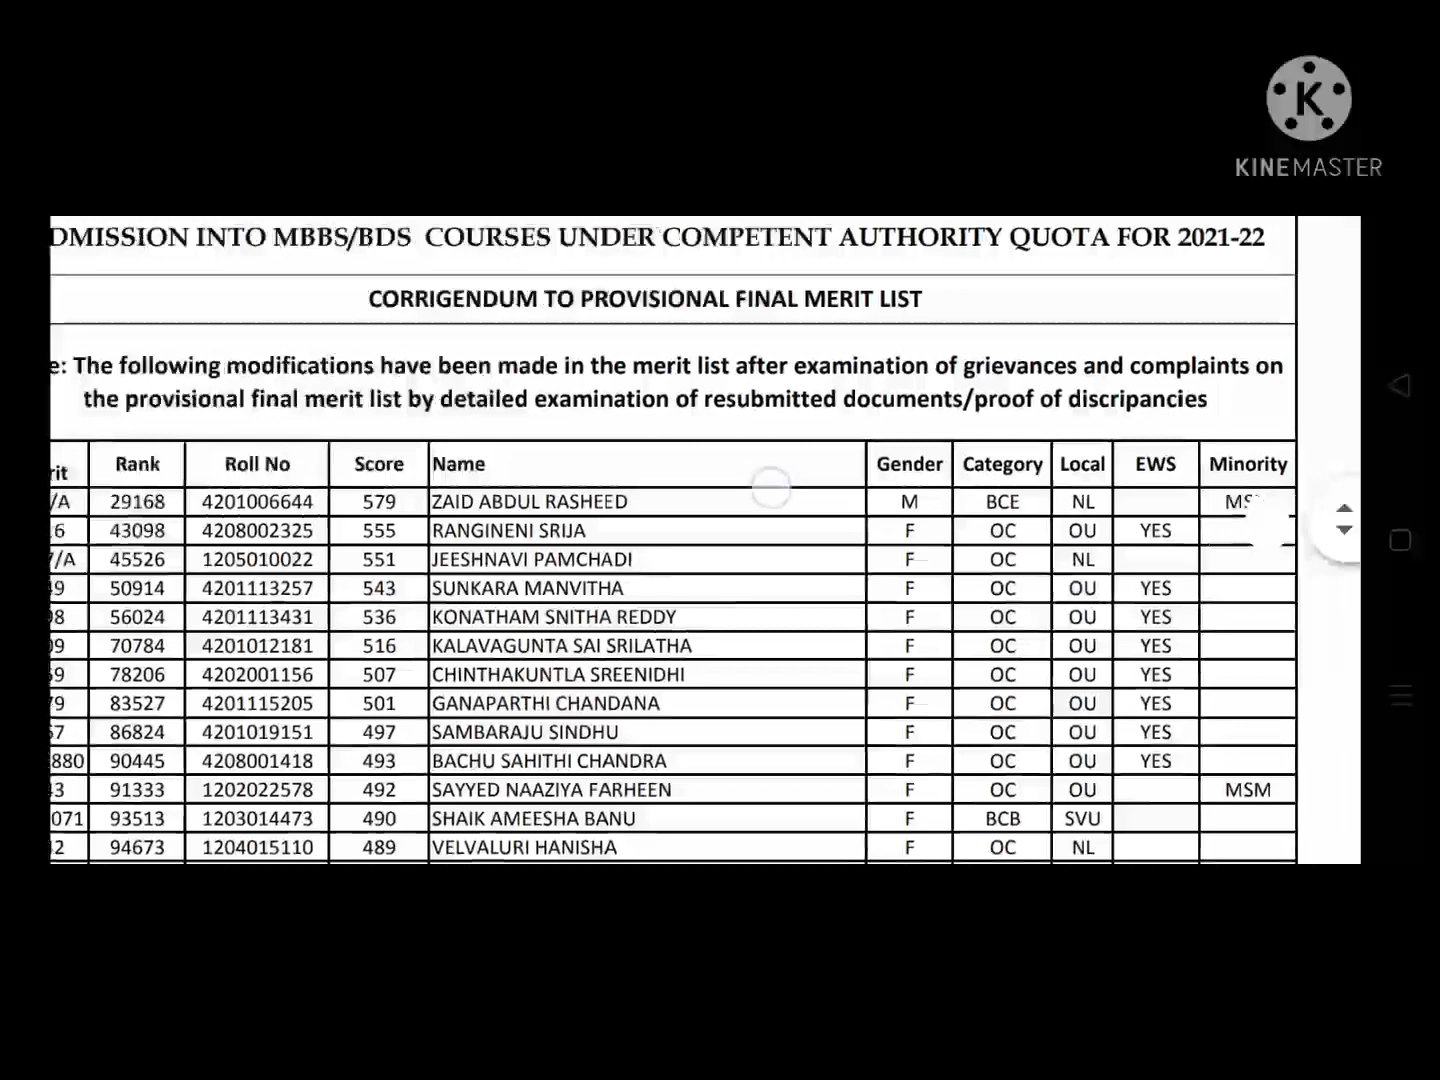 KINEMASTER
DMISSION INTO MBBS/BDS COURSES UNDER COMPETENT AUTHORITY QUOTA FOR 2021-22
CORRIGENDUM TO PROVISIONAL FINAL MERIT LIST
e: The following modifications have been made in the merit list after examination of grievances and complaints on
the provisional final merit list by detailed examination of resubmitted documents/proof of discripancies
rit Rank Roll No Score Name Gender Category Local EWS Minority
/A 29168 4201006644 579 ZAID ABDUL RASHEED M BCE NL
26 43098 4208002325 555 RANGINENI SRIJA F OC OU YES
/A 45526 1205010022 551 JEESHNAVI PAMCHADI F OC NL
50914 4201113257 543 SUNKARA MANVITHA F OC OU YES
56024 4201113431 536 KONATHAM SNITHA REDDY F OC OU YES
70784 4201012181 516 KALAVAGUNTA SAI SRILATHA F OC OU YES
78206 4202001156 507 CHINTHAKUNTLA SREENIDHI F OC OU YES
83527 4201115205 501 GANAPARTHI CHANDANA F OC OU YES
86824 4201019151 497 SAMBARAJU SINDHU F OC OU YES
880 90445 4208001418 493 BACHU SAHITHI CHANDRA F OC OU YES
91333 1202022578 492 SAYYED NAAZIYA FARHEEN F OC OU MSM
071 93513 1203014473 490 SHAIK AMEESHA BANU F BCB SVU
94673 1204015110 489 VELVALURI HANISHA F OC NL